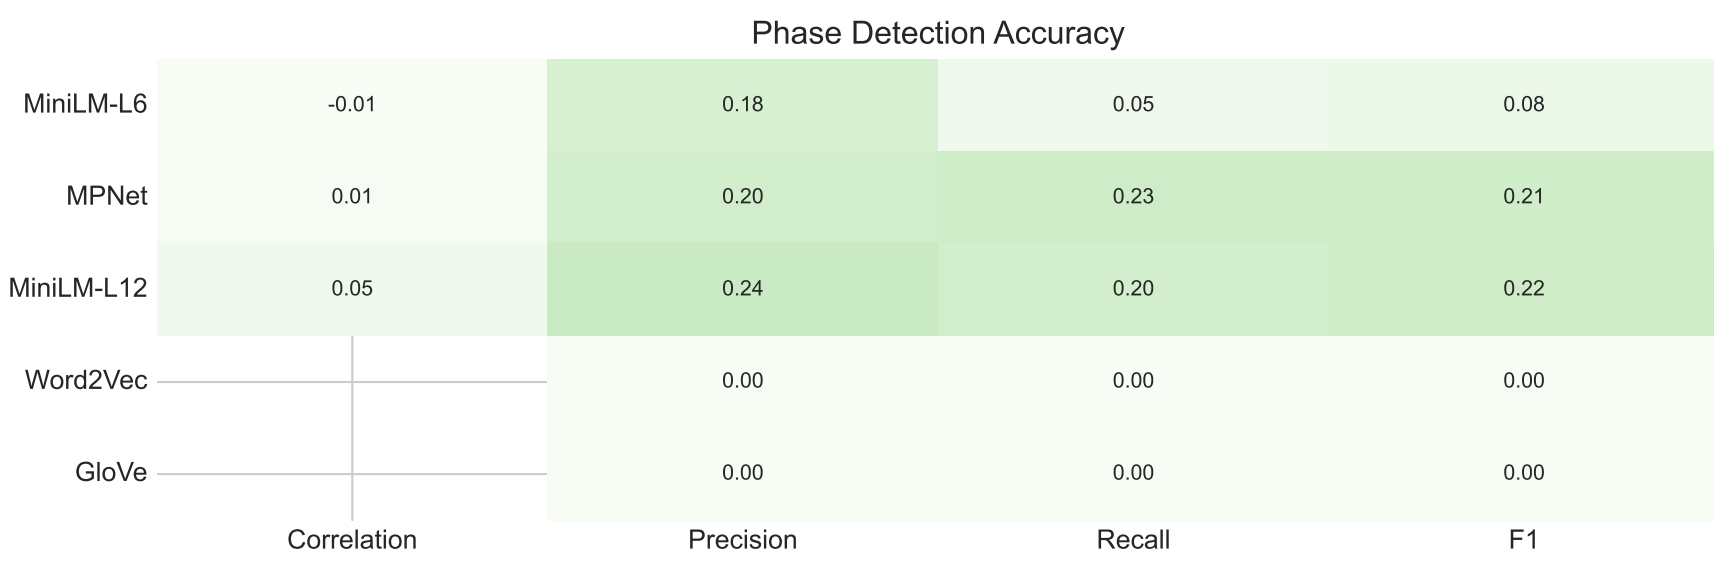 Phase Detection Accuracy
MiniLM-L6 -0.01 0.18 0.05 0.08
MPNet 0.01 0.20 0.23 0.21
MiniLM-L12 0.05 0.24 0.20 0.22
Word2Vec 0.00 0.00 0.00
GloVe 0.00 0.00 0.00
Correlation Precision Recall F1